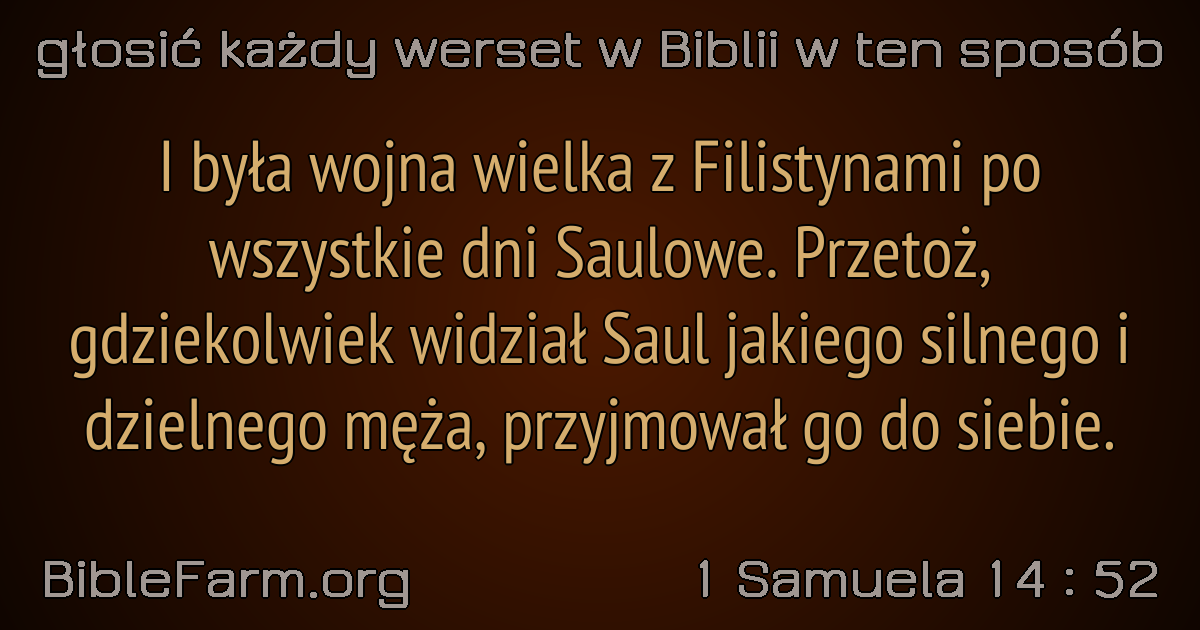 głosić każdy werset w Biblii w ten sposób
I była wojna wielka z Filistynami po
wszystkie dni Saulowe. Przetoż,
gdziekolwiek widział Saul jakiego silnego i
dzielnego męża, przyjmował go do siebie.
BibleFarm.org
1 Samuela 14 : 52